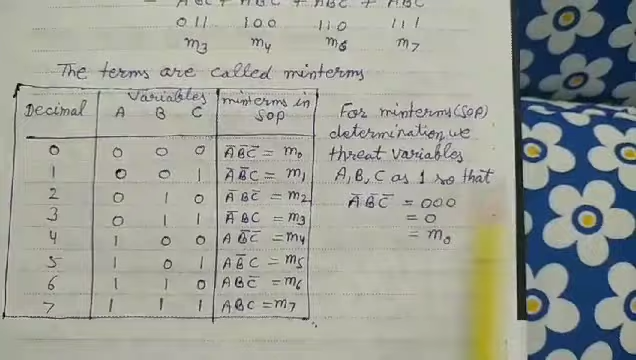 ABC + ABC̅ + ABC̅ + ABC
011 100 110 111
m3 m4 m6 m7
The terms are called minterms
Decimal Variables minterms in SOP
A B C
0 0 0 0 A̅B̅C̅ = m0
1 0 0 1 A̅B̅C = m1
2 0 1 0 A̅BC̅ = m2
3 0 1 1 A̅BC = m3
4 1 0 0 AB̅C̅ = m4
5 1 0 1 AB̅C = m5
6 1 1 0 ABC̅ = m6
7 1 1 1 ABC = m7
For minterms (SOP)
determination we
threat variables
A, B, C as 1 so that
A̅B̅C̅ = 000
= 0
= m0